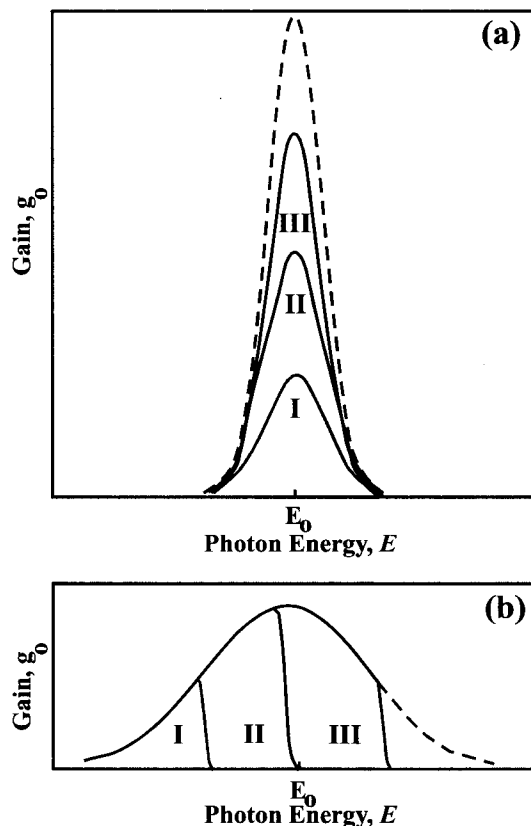 (a)
Gain, g₀
III
II
I
E₀
Photon Energy, E
(b)
Gain, g₀
I II III
E₀
Photon Energy, E